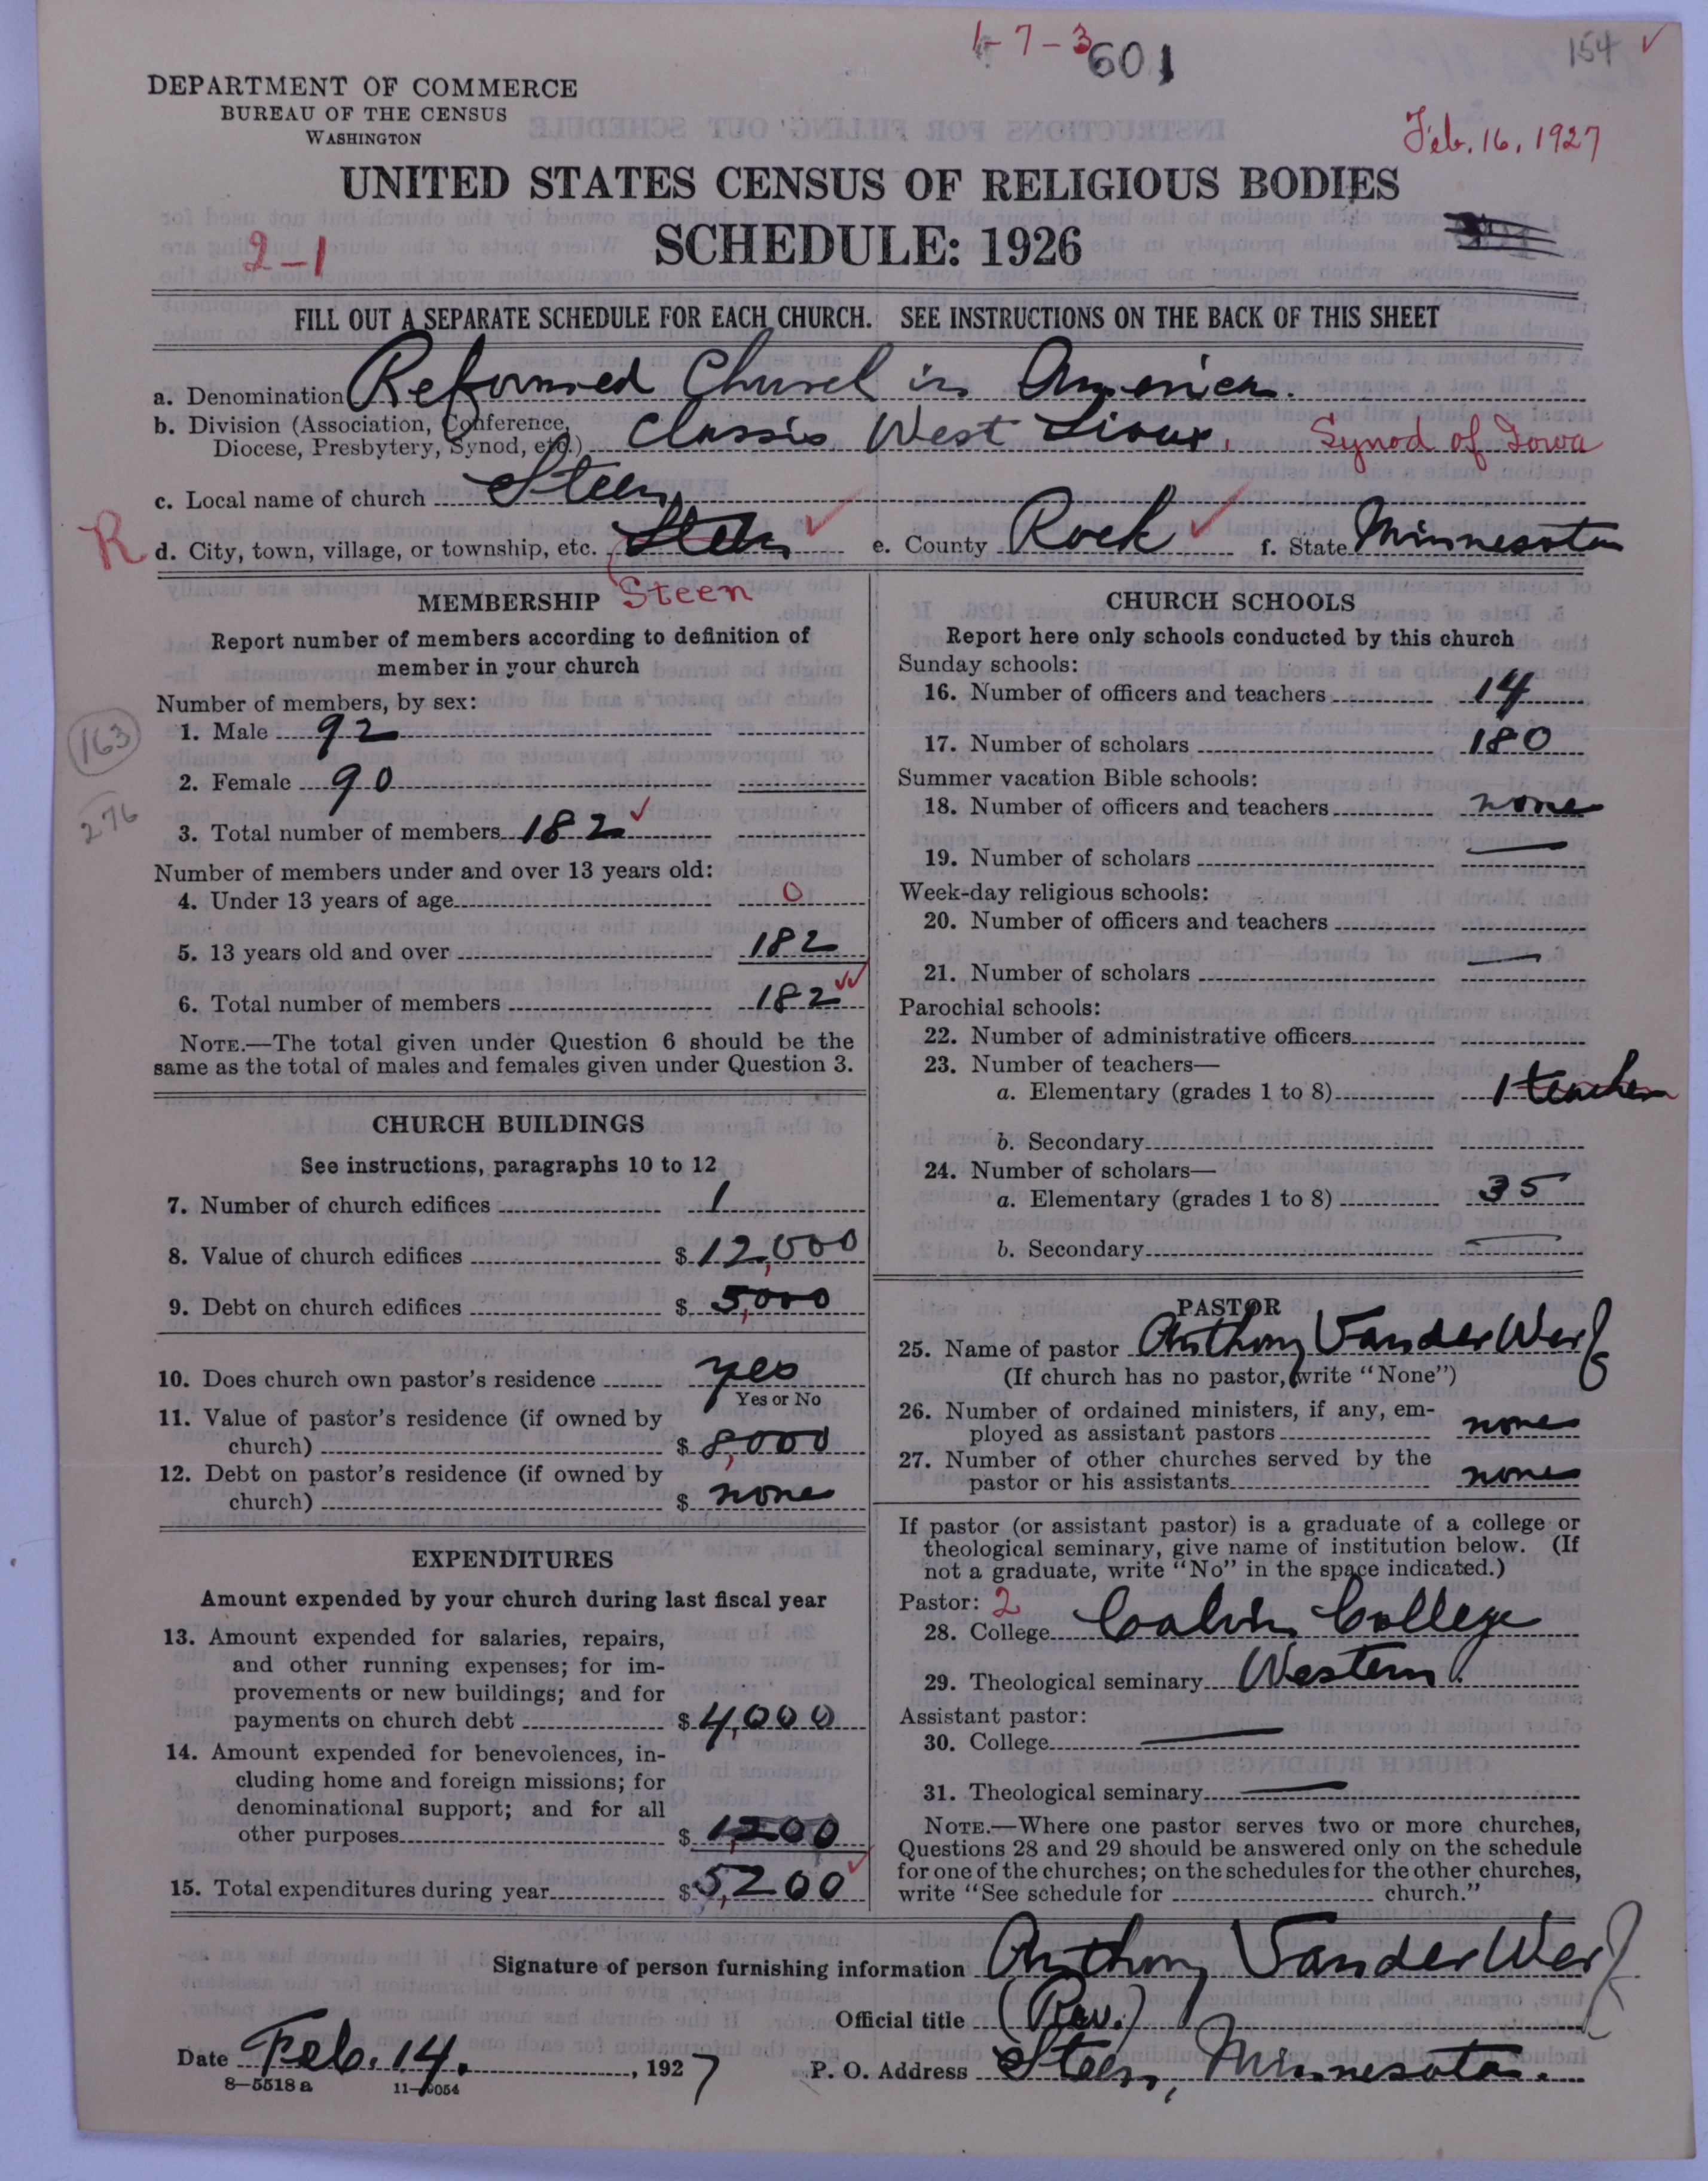 1-7-3 601 154 ✓
DEPARTMENT OF COMMERCE
BUREAU OF THE CENSUS
WASHINGTON
Feb. 16, 1927
UNITED STATES CENSUS OF RELIGIOUS BODIES
SCHEDULE: 1926
2-1
FILL OUT A SEPARATE SCHEDULE FOR EACH CHURCH. SEE INSTRUCTIONS ON THE BACK OF THIS SHEET
a. Denomination Reformed Church in America.
b. Division (Association, Conference, Diocese, Presbytery, Synod, etc.) Classis West Sioux, Synod of Iowa
c. Local name of church Steen,
R d. City, town, village, or township, etc. Steen ✓ e. County Rock ✓ f. State Minnesota
Steen
MEMBERSHIP
Report number of members according to definition of
member in your church
Number of members, by sex:
1. Male 92
163
2. Female 90
276
3. Total number of members 182 ✓
Number of members under and over 13 years old:
4. Under 13 years of age 0
5. 13 years old and over 182
6. Total number of members 182 ✓✓
NOTE.—The total given under Question 6 should be the
same as the total of males and females given under Question 3.
CHURCH BUILDINGS
See instructions, paragraphs 10 to 12
7. Number of church edifices 1
8. Value of church edifices $12,000
9. Debt on church edifices $ 5,000
10. Does church own pastor's residence yes
Yes or No
11. Value of pastor's residence (if owned by
church) $ 8,000
12. Debt on pastor's residence (if owned by
church) $ none
EXPENDITURES
Amount expended by your church during last fiscal year
13. Amount expended for salaries, repairs,
and other running expenses; for im-
provements or new buildings; and for
payments on church debt $ 4,000
14. Amount expended for benevolences, in-
cluding home and foreign missions; for
denominational support; and for all
other purposes $ 1,200
15. Total expenditures during year $5,200 ✓
CHURCH SCHOOLS
Report here only schools conducted by this church
Sunday schools:
16. Number of officers and teachers 14
17. Number of scholars 180
Summer vacation Bible schools:
18. Number of officers and teachers none
19. Number of scholars —
Week-day religious schools:
20. Number of officers and teachers
21. Number of scholars —
Parochial schools:
22. Number of administrative officers
23. Number of teachers—
a. Elementary (grades 1 to 8) 1 teacher
b. Secondary
24. Number of scholars—
a. Elementary (grades 1 to 8) 35
b. Secondary —
PASTOR
25. Name of pastor Anthony VanderWerf
(If church has no pastor, write "None")
26. Number of ordained ministers, if any, em-
ployed as assistant pastors none
27. Number of other churches served by the
pastor or his assistants none
If pastor (or assistant pastor) is a graduate of a college or
theological seminary, give name of institution below. (If
not a graduate, write "No" in the space indicated.)
Pastor: 2
28. College Calvin College
29. Theological seminary Western.
Assistant pastor:
30. College —
31. Theological seminary —
NOTE.—Where one pastor serves two or more churches,
Questions 28 and 29 should be answered only on the schedule
for one of the churches; on the schedules for the other churches,
write "See schedule for church."
Signature of person furnishing information Anthony VanderWerf
Official title (Rev.)
Date Feb. 14. , 1927 P. O. Address Steen, Minnesota.
8—5518 a 11—9054